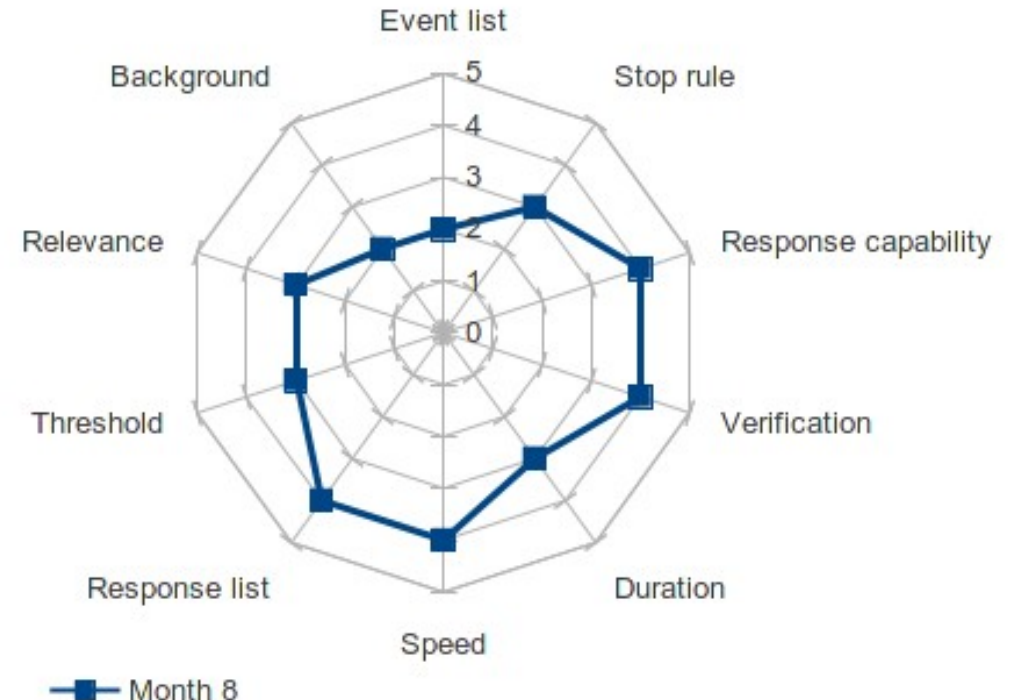 Event list
Background
Stop rule
5
4
3
2
1
0
Relevance
Response capability
Threshold
Verification
Response list
Duration
Speed
Month 8